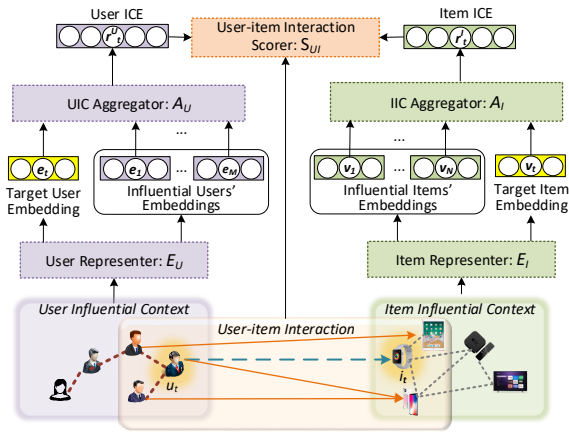 User ICE
Item ICE
r^U_t
User-item Interaction
Scorer: S_UI
r^I_t
UIC Aggregator: A_U
IIC Aggregator: A_I
...
...
e_t
e_1 ... e_M
v_1 ... v_N
v_t
Target User
Embedding
Influential Users'
Embeddings
Influential Items'
Embeddings
Target Item
Embedding
User Representer: E_U
Item Representer: E_I
User Influential Context
Item Influential Context
User-item Interaction
u_t
i_t